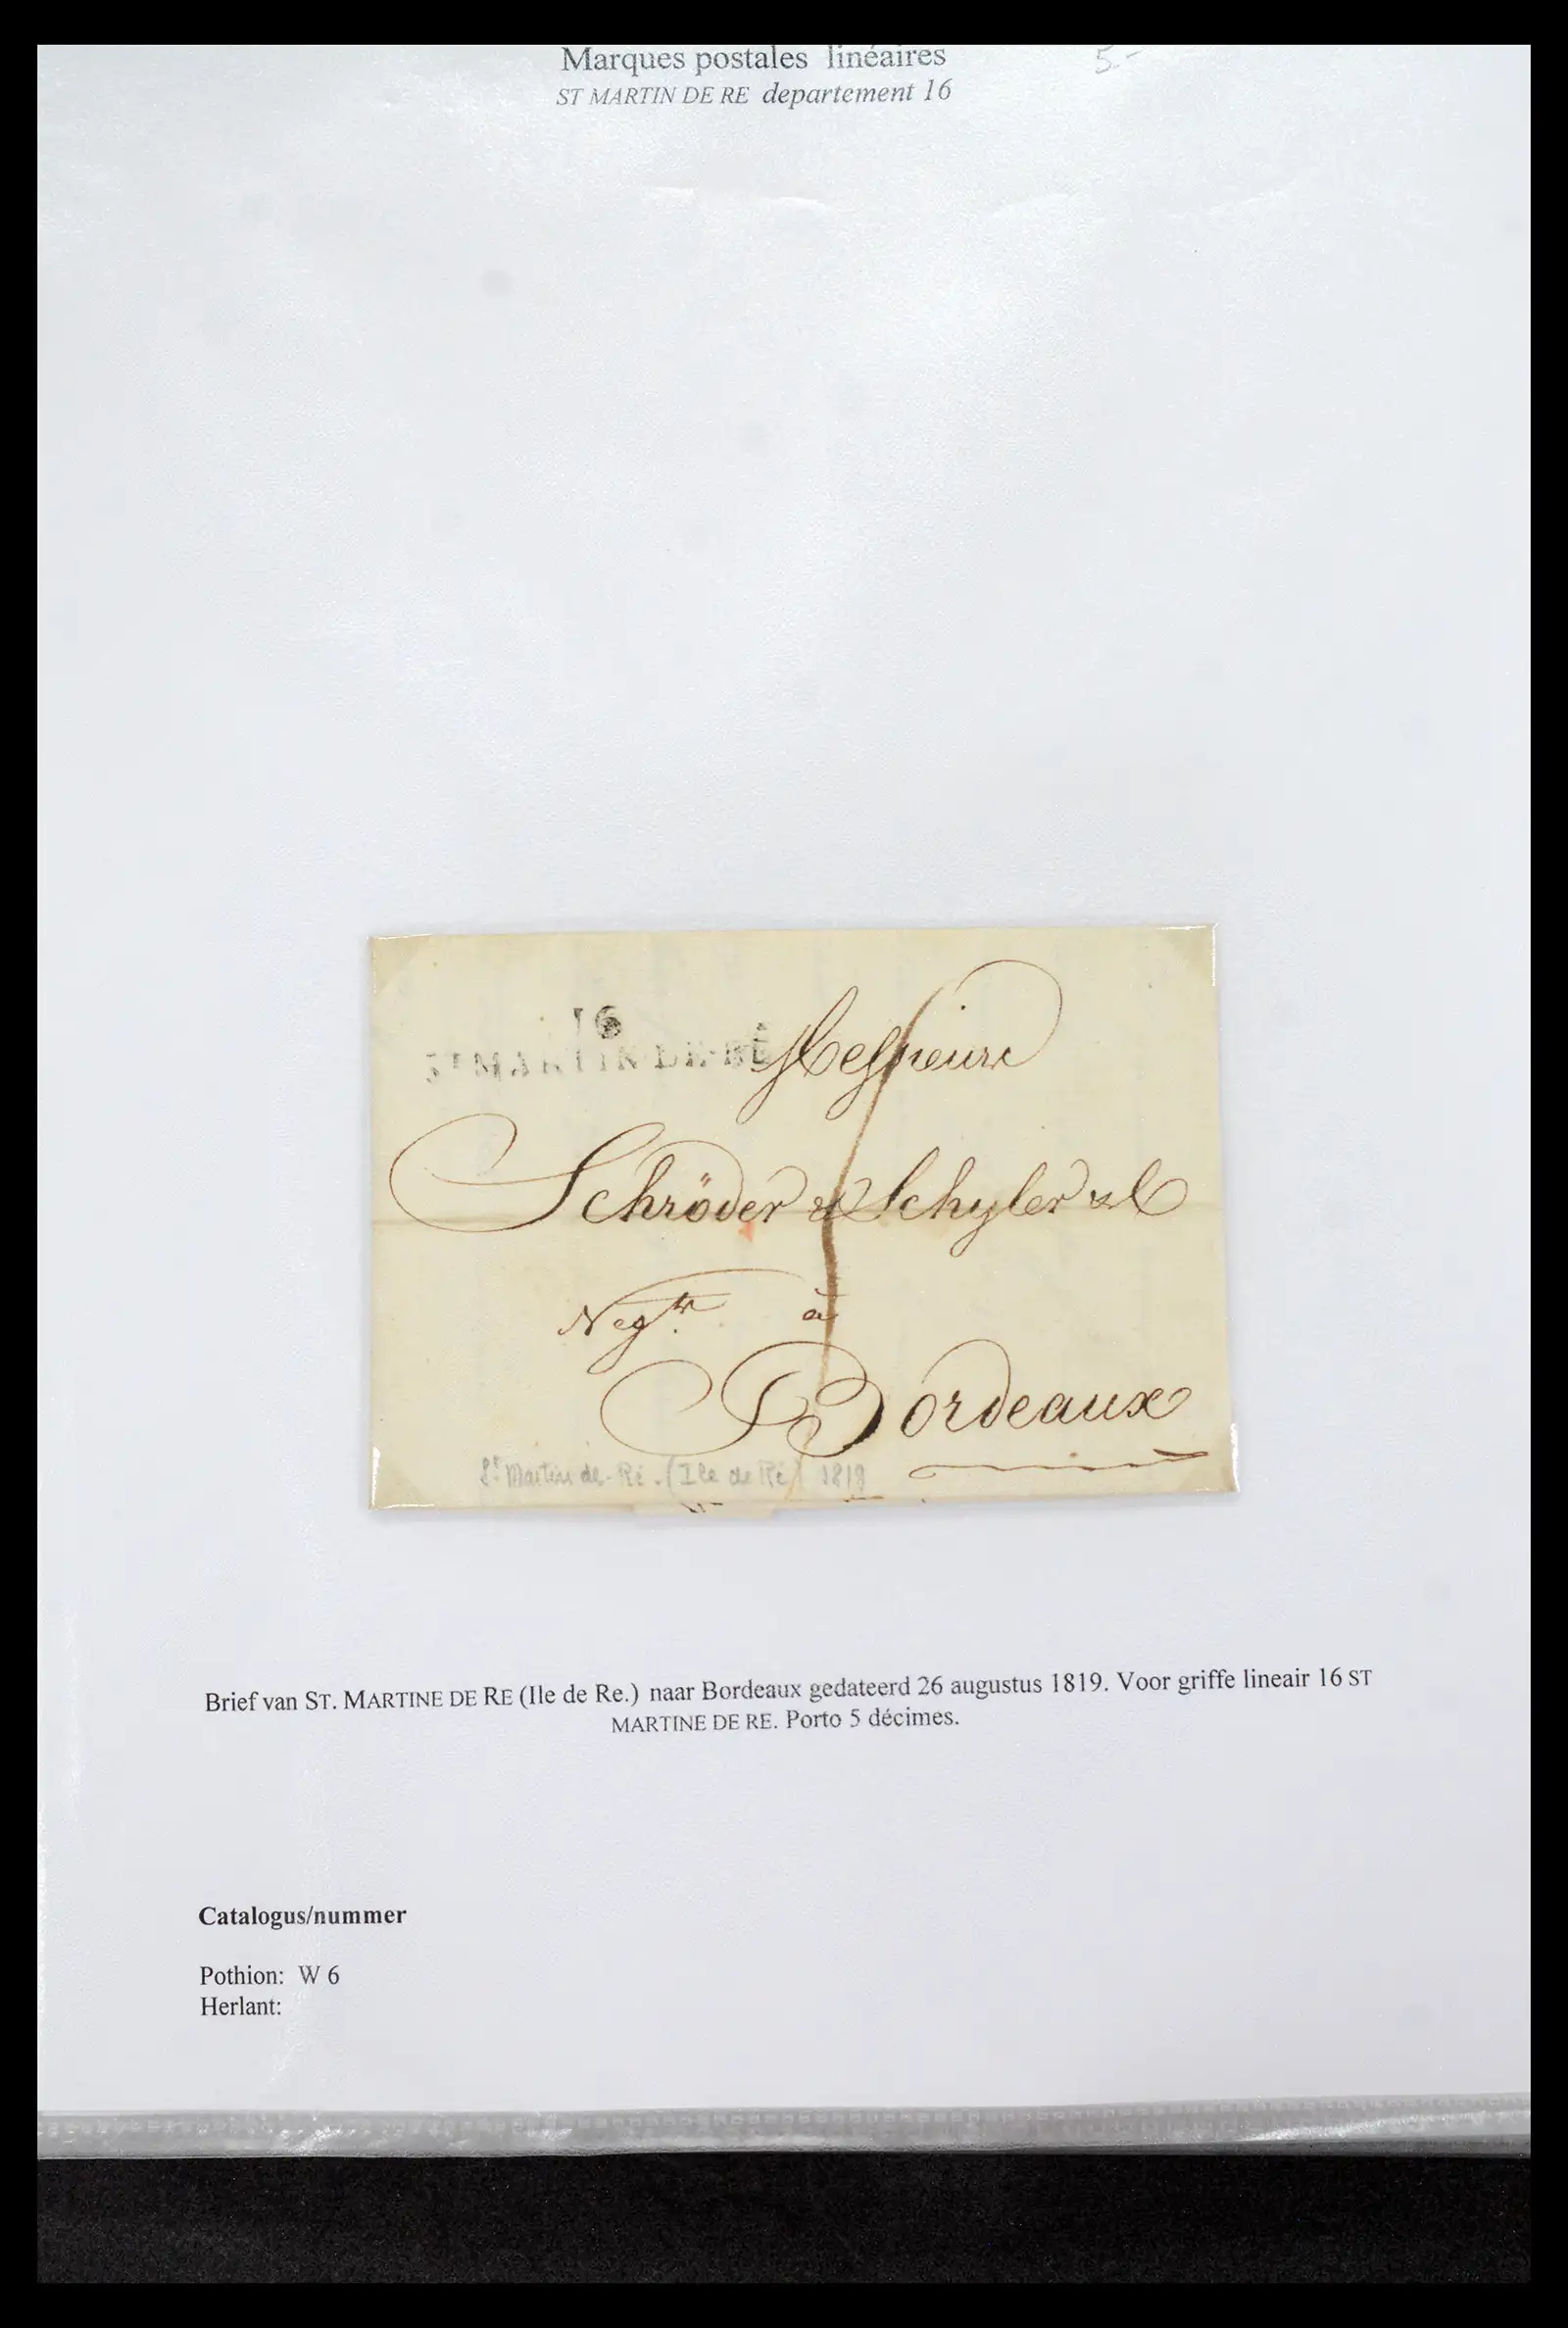 Marques postales linéaires
5.-
ST MARTIN DE RE departement 16
16
ST MARTIN-DE-RÉ
Messieurs
Schröder & Schyler & C
Negts à
Bordeaux
St Martin de-Ré. (Ile de Ré) 1819
Brief van ST. MARTINE DE RE (Ile de Re.) naar Bordeaux gedateerd 26 augustus 1819. Voor griffe lineair 16 ST
MARTINE DE RE. Porto 5 décimes.
Catalogus/nummer
Pothion: W 6
Herlant: